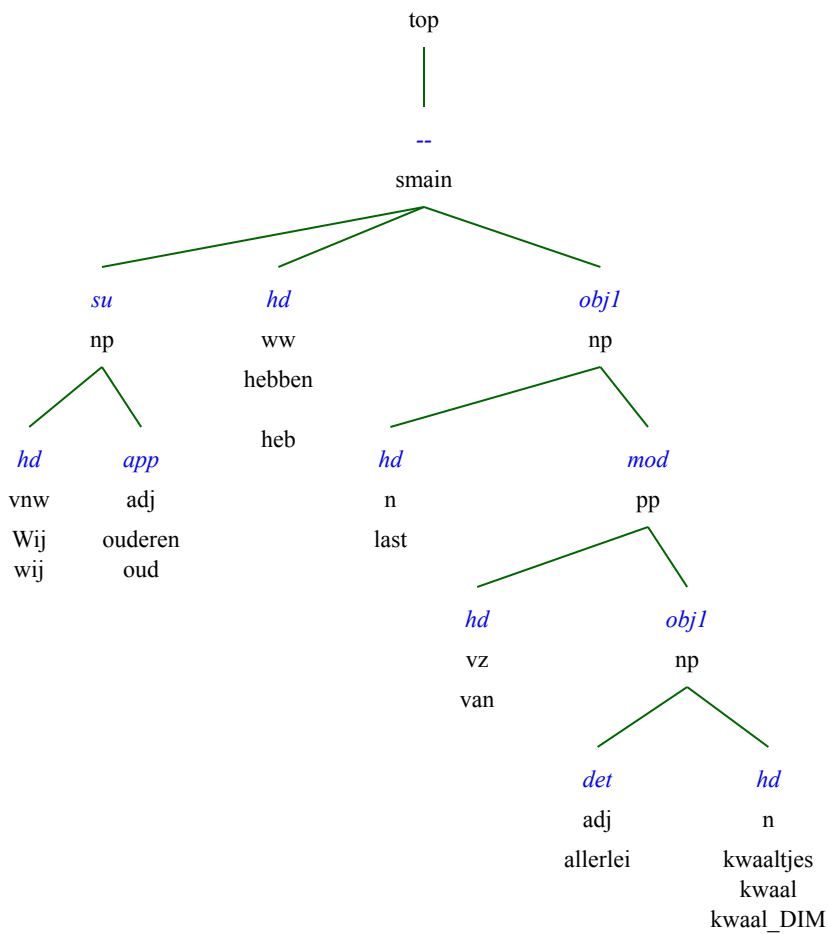 top
--
smain
su hd obj1
np ww np
hebben
heb
hd app hd mod
vnw adj n pp
Wij ouderen last
wij oud
hd obj1
vz np
van
det hd
adj n
allerlei kwaaltjes
kwaal
kwaal_DIM